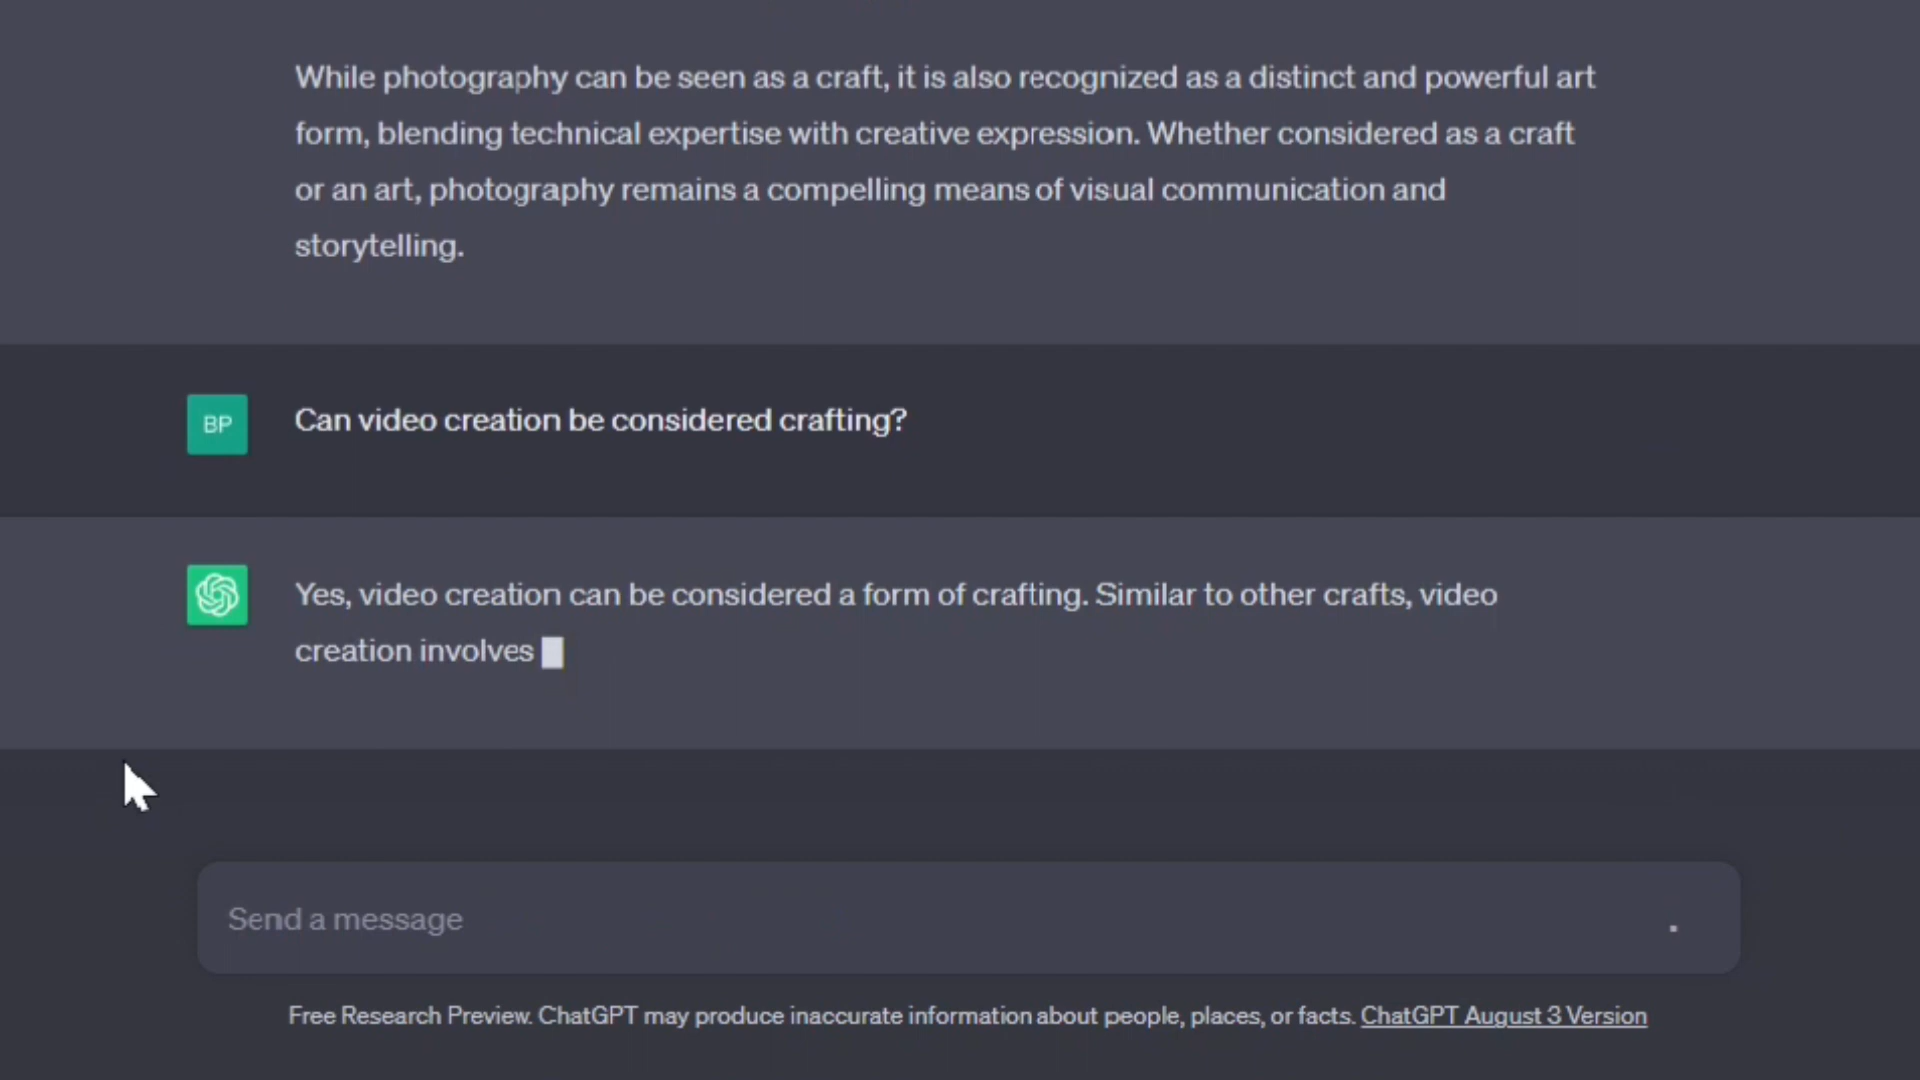 While photography can be seen as a craft, it is also recognized as a distinct and powerful art
form, blending technical expertise with creative expression. Whether considered as a craft
or an art, photography remains a compelling means of visual communication and
storytelling.
BP
Can video creation be considered crafting?
Yes, video creation can be considered a form of crafting. Similar to other crafts, video
creation involves
Send a message
Free Research Preview. ChatGPT may produce inaccurate information about people, places, or facts. ChatGPT August 3 Version